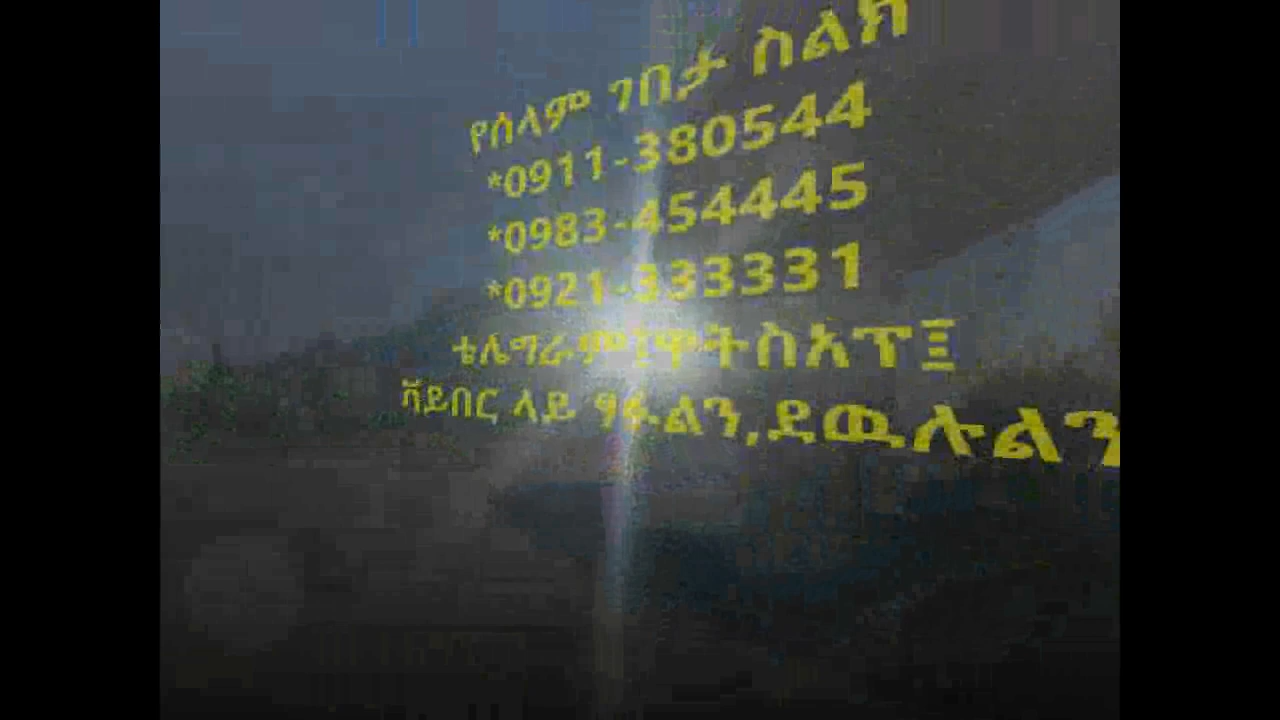 የሰላም ገበታ ስልክ
*0911-380544
*0983-454445
*0921-333331
ቴሌግራም፤ዋትስአፕ፤
ቫይበር ላይ ፃፉልን,ደዉሉልን